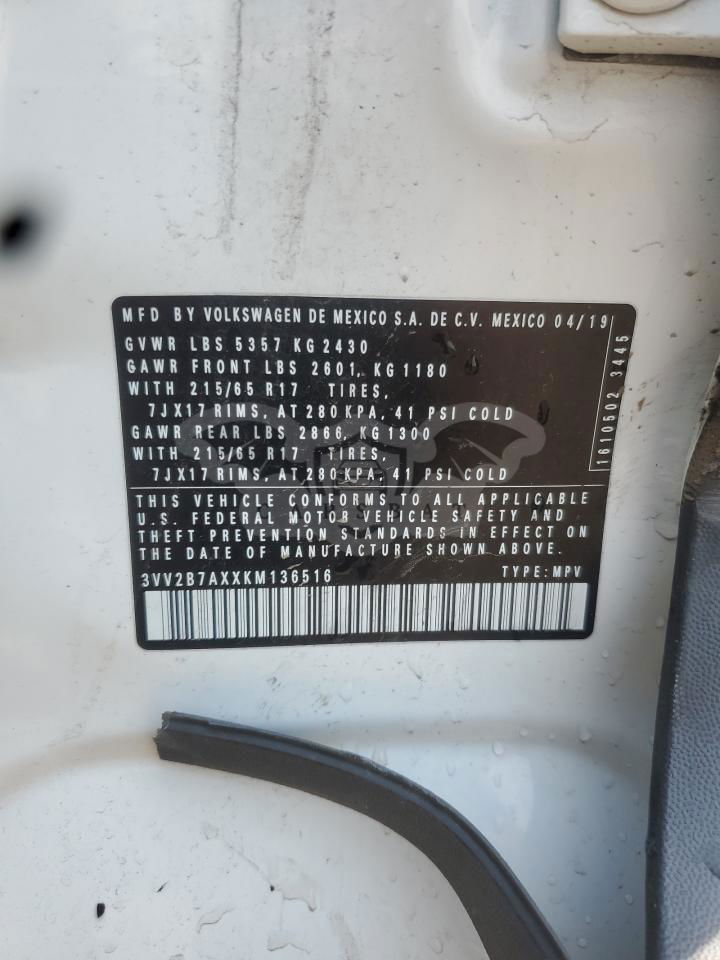 MFD BY VOLKSWAGEN DE MEXICO S.A. DE C.V. MEXICO 04/19
GVWR LBS 5357 KG 2430
GAWR FRONT LBS 2601, KG 1180
WITH 215/65 R17 TIRES,
7JX17 RIMS, AT 280 KPA, 41 PSI COLD
GAWR REAR LBS 2866, KG 1300
WITH 215/65 R17 TIRES,
7JX17 RIMS, AT 280 KPA, 41 PSI COLD
1610502 3445
THIS VEHICLE CONFORMS TO ALL APPLICABLE
U.S. FEDERAL MOTOR VEHICLE SAFETY AND
THEFT PREVENTION STANDARDS IN EFFECT ON
THE DATE OF MANUFACTURE SHOWN ABOVE.
3VV2B7AXXKM136516 TYPE: MPV